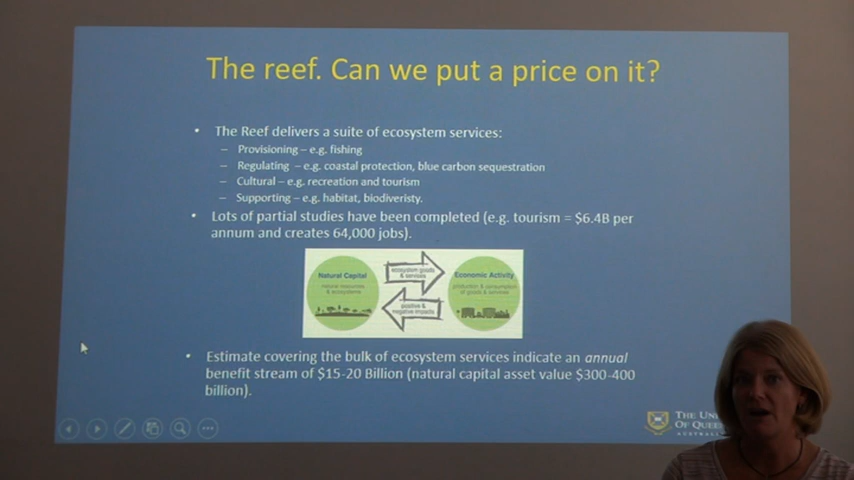 The reef. Can we put a price on it?
• The Reef delivers a suite of ecosystem services:
– Provisioning – e.g. fishing
– Regulating – e.g. coastal protection, blue carbon sequestration
– Cultural – e.g. recreation and tourism
– Supporting – e.g. habitat, biodiveristy.
• Lots of partial studies have been completed (e.g. tourism = $6.4B per
annum and creates 64,000 jobs).
Natural Capital
natural resources
& ecosystems
ecosystem goods
& services
positive &
negative impacts
Economic Activity
production & consumption
of goods & services
• Estimate covering the bulk of ecosystem services indicate an annual
benefit stream of $15-20 Billion (natural capital asset value $300-400
billion).
THE UN
OF QUEE
AUSTRAL